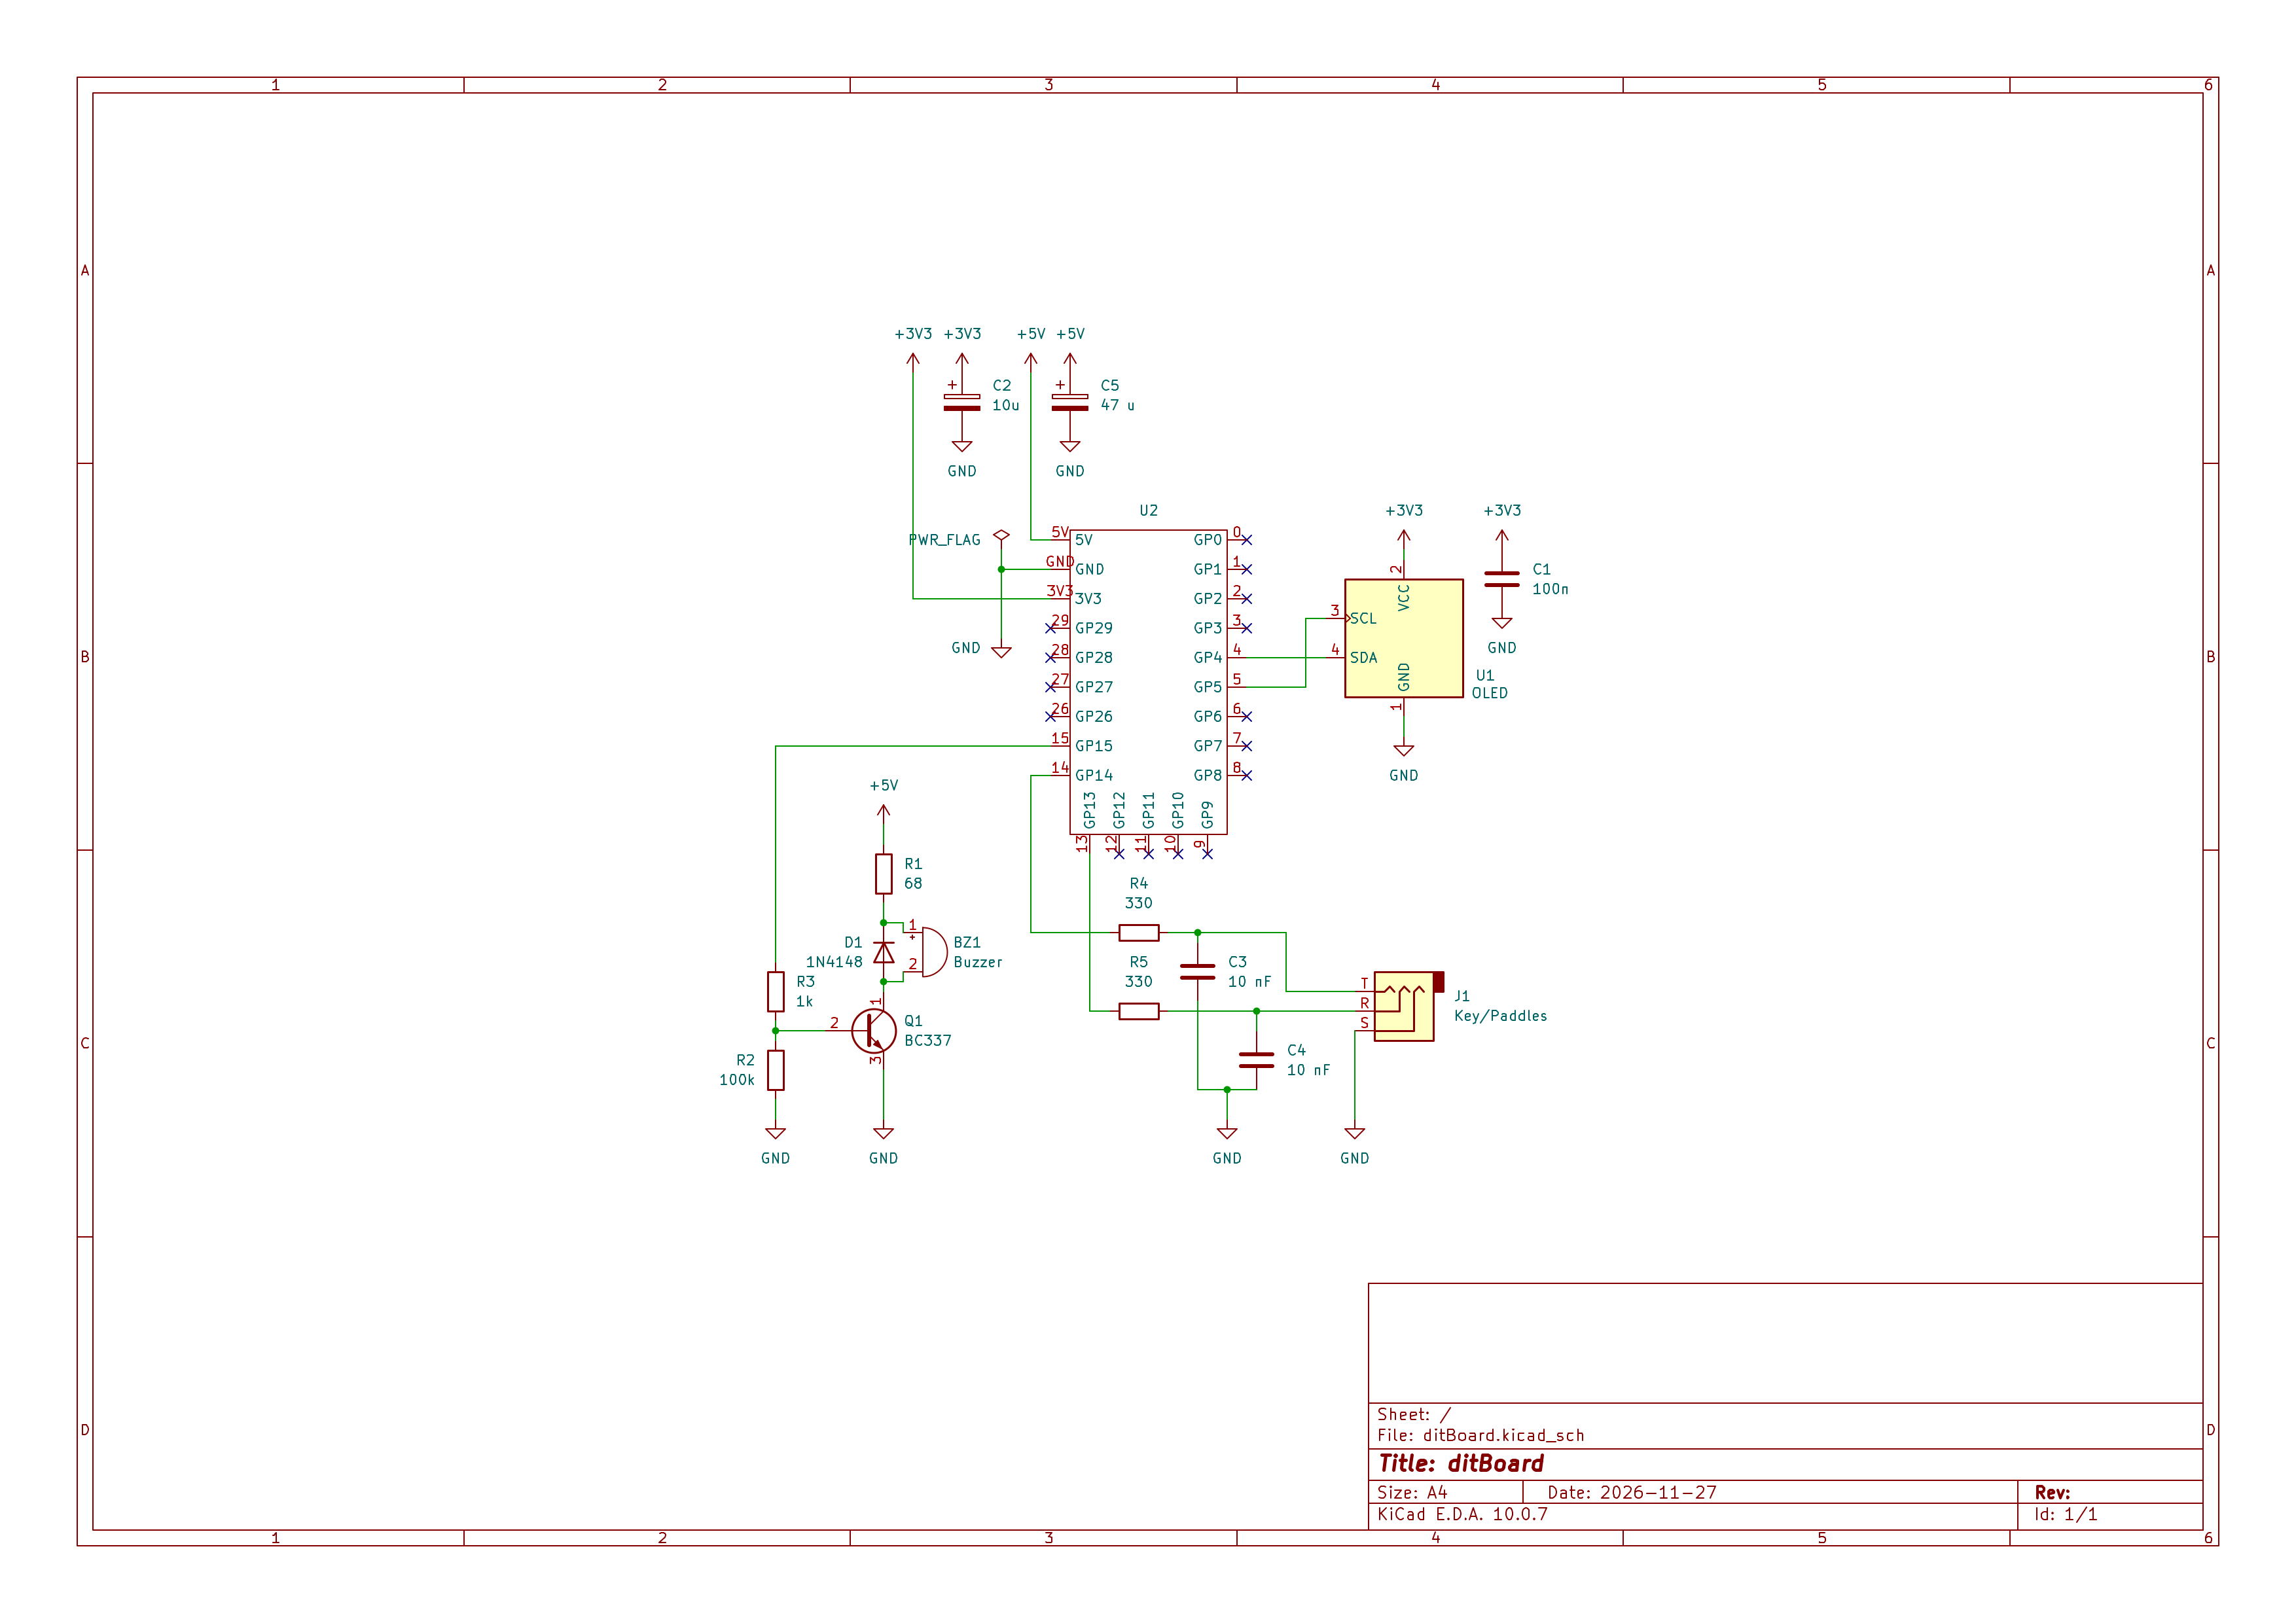 1 2 3 4 5 6
A A
+3V3 +3V3 +5V +5V
C2
10u
C5
47 u
GND GND
B B
U2
PWR_FLAG
GND
5V 5V
GND GND
3V3 3V3
29 GP29
28 GP28
27 GP27
26 GP26
15 GP15
14 GP14
GP0 0
GP1 1
GP2 2
GP3 3
GP4 4
GP5 5
GP6 6
GP7 7
GP8 8
GP13 GP12 GP11 GP10 GP9
13 12 11 10 9
+3V3 +3V3
2
VCC
3 SCL
4 SDA
GND
1
U1
OLED
GND
C1
100n
GND
+5V
R1
68
D1
1N4148
1
+
2
BZ1
Buzzer
R3
1k
2
1
3
Q1
BC337
R2
100k
GND GND
R4
330
R5
330
C3
10 nF
C4
10 nF
T
R
S
J1
Key/Paddles
GND GND
C C
D D
Sheet: /
File: ditBoard.kicad_sch
Title: ditBoard
Size: A4 Date: 2026-11-27 Rev:
KiCad E.D.A. 10.0.7 Id: 1/1
1 2 3 4 5 6